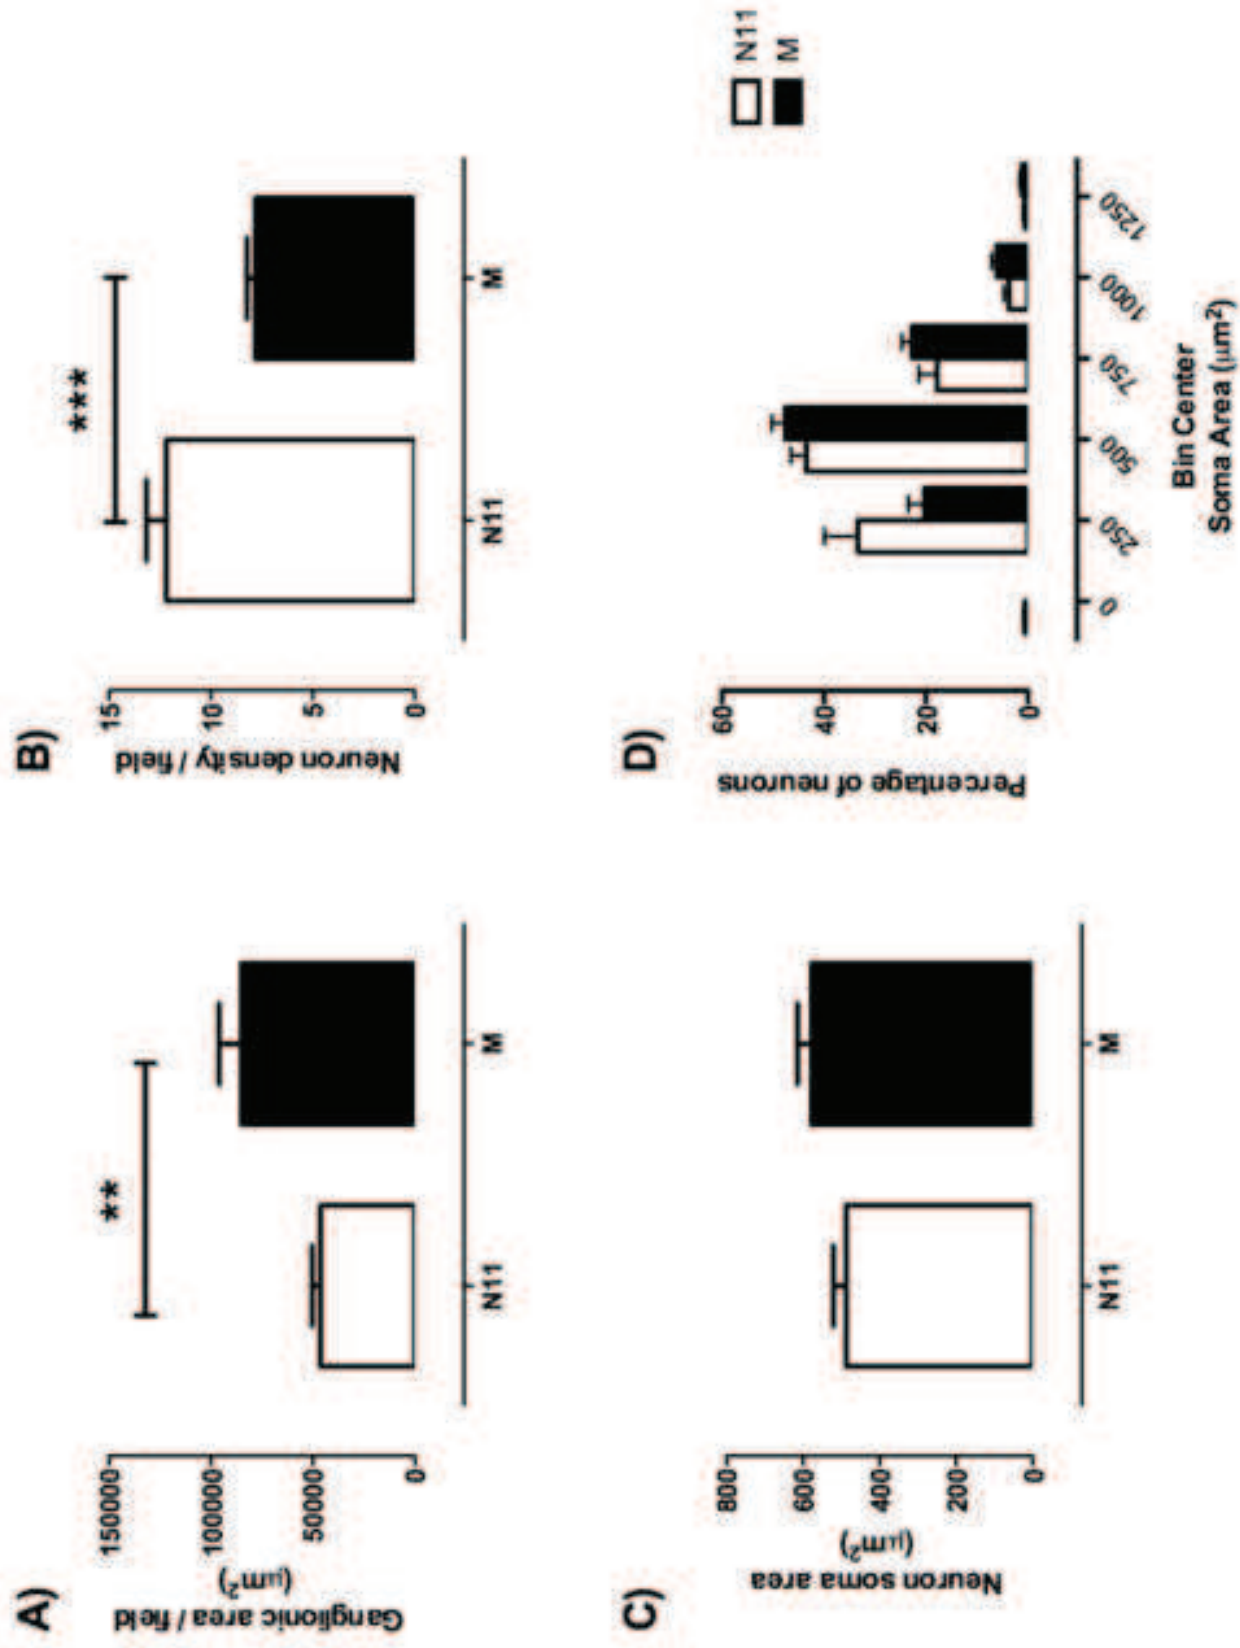 A)
Ganglionic area / field
(μm²)
150000
100000
50000
0
**
N11
M
B)
Neuron density / field
15
10
5
0
***
N11
M
C)
Neuron soma area
(μm²)
800
600
400
200
0
N11
M
D)
Percentage of neurons
60
40
20
0
0
250
500
750
1000
1250
Bin Center
Soma Area (μm²)
N11
M